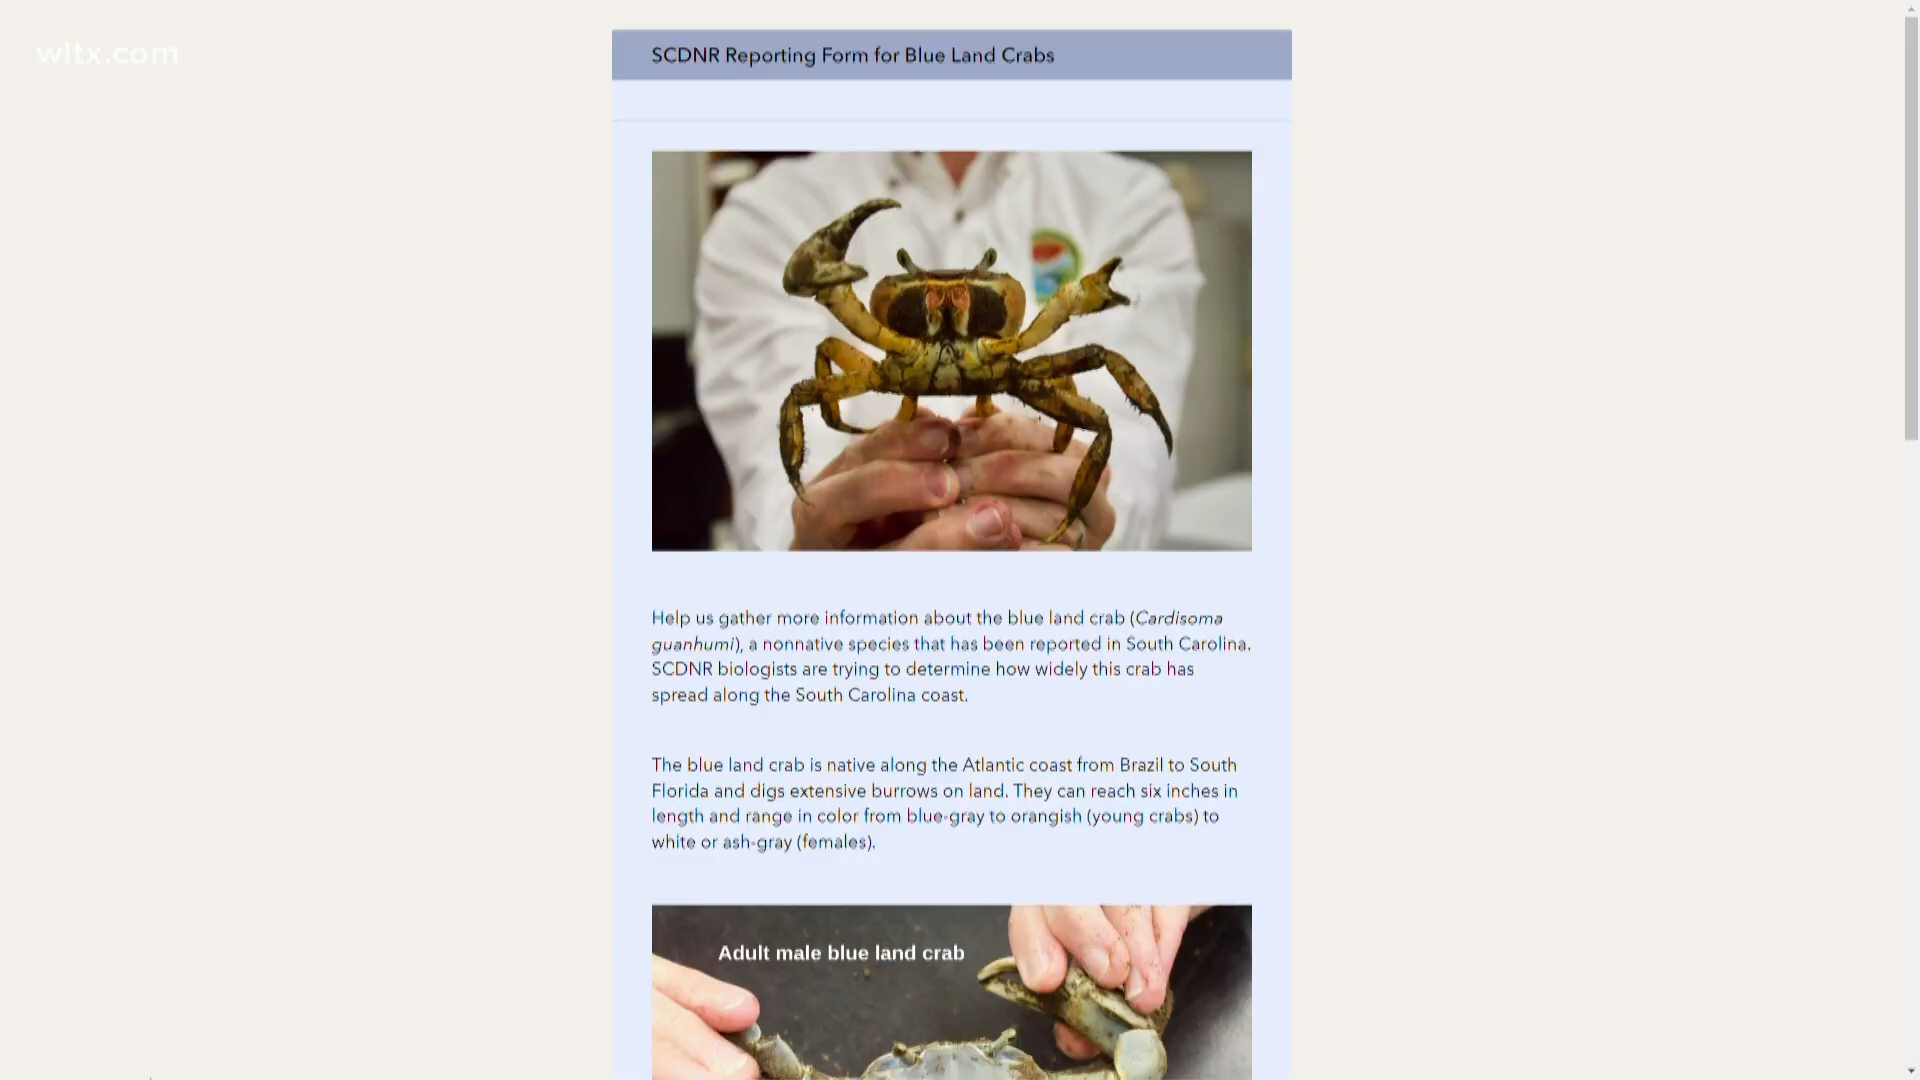 wltx.com
SCDNR Reporting Form for Blue Land Crabs
Help us gather more information about the blue land crab (Cardisoma
guanhumi), a nonnative species that has been reported in South Carolina.
SCDNR biologists are trying to determine how widely this crab has
spread along the South Carolina coast.
The blue land crab is native along the Atlantic coast from Brazil to South
Florida and digs extensive burrows on land. They can reach six inches in
length and range in color from blue-gray to orangish (young crabs) to
white or ash-gray (females).
Adult male blue land crab